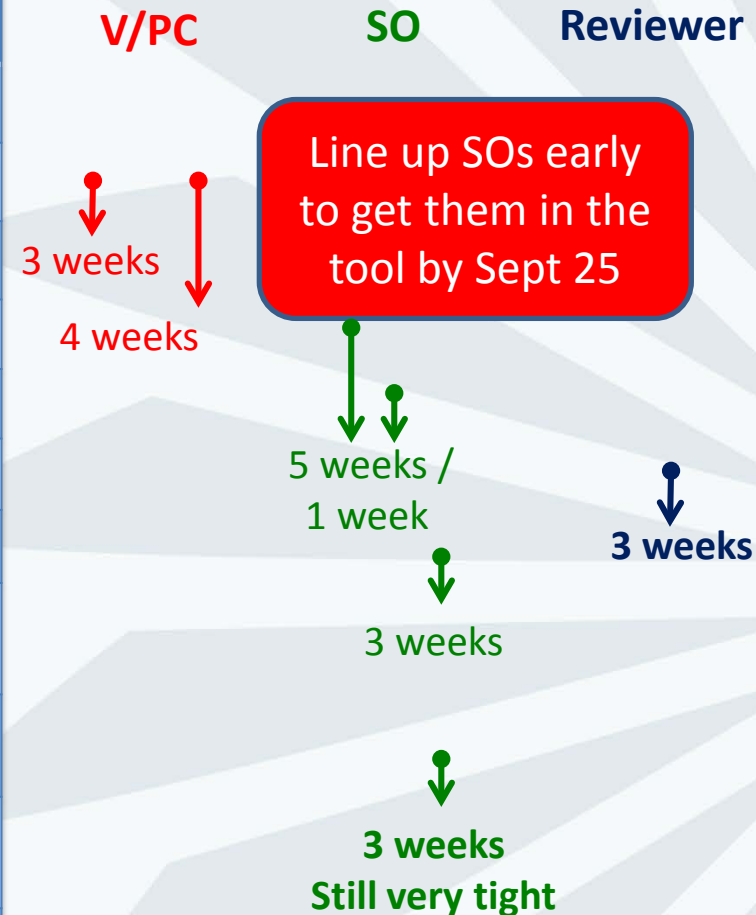 V/PC
SO
Reviewer
Line up SOs early
to get them in the
tool by Sept 25
3 weeks
4 weeks
5 weeks /
1 week
3 weeks
3 weeks
3 weeks
Still very tight